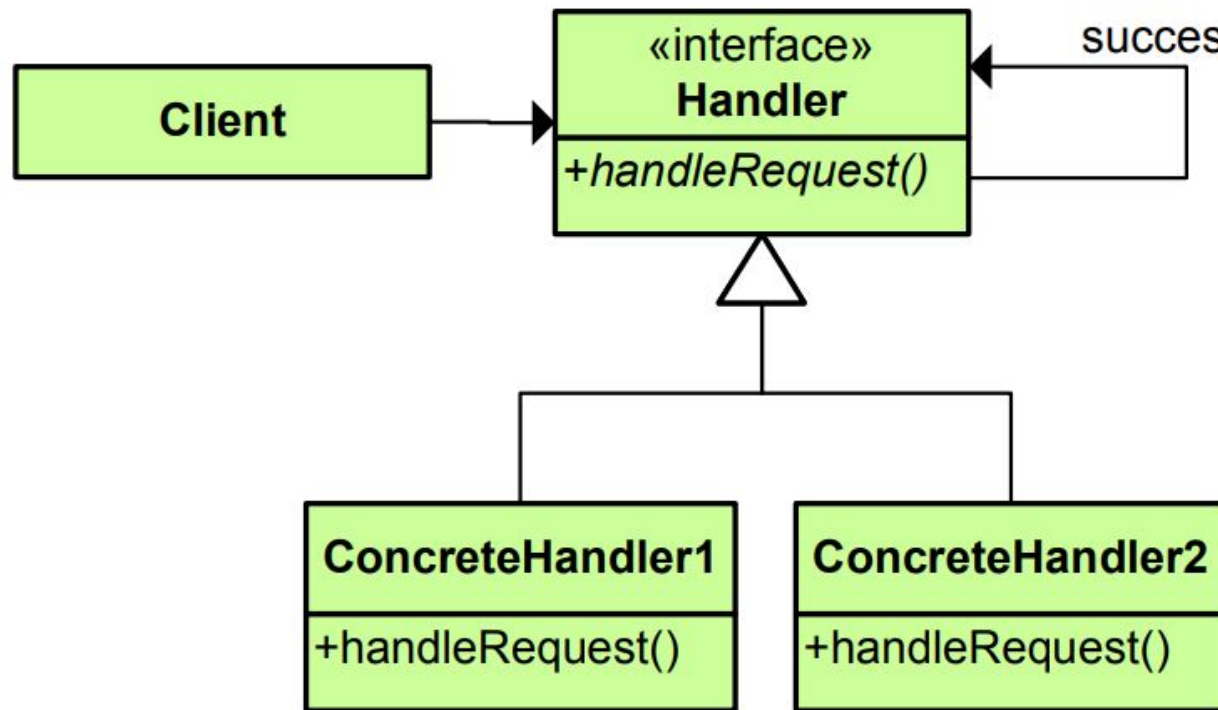 succes
«interface»
Handler
Client
+handleRequest()
ConcreteHandler1
ConcreteHandler2
+handleRequest()
+handleRequest()